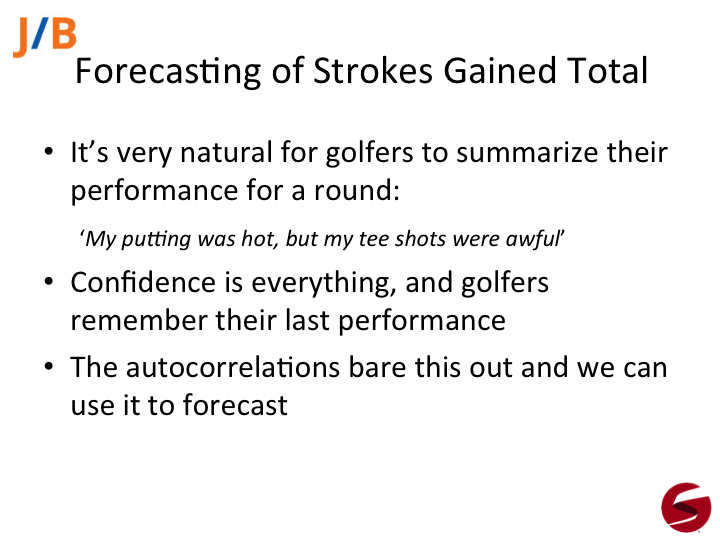 J/B
Forecasting of Strokes Gained Total
• It’s very natural for golfers to summarize their
performance for a round:
‘My putting was hot, but my tee shots were awful’
• Confidence is everything, and golfers
remember their last performance
• The autocorrelations bare this out and we can
use it to forecast
S